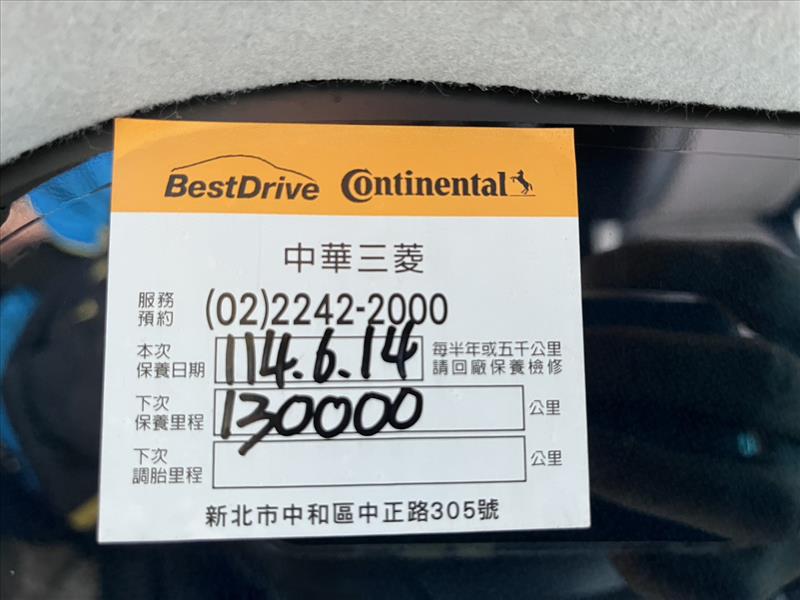 BestDrive Continental
中華三菱
服務預約 (02)2242-2000
本次保養日期 114.6.14 每半年或五千公里請回廠保養檢修
下次保養里程 130000 公里
下次調胎里程 公里
新北市中和區中正路305號